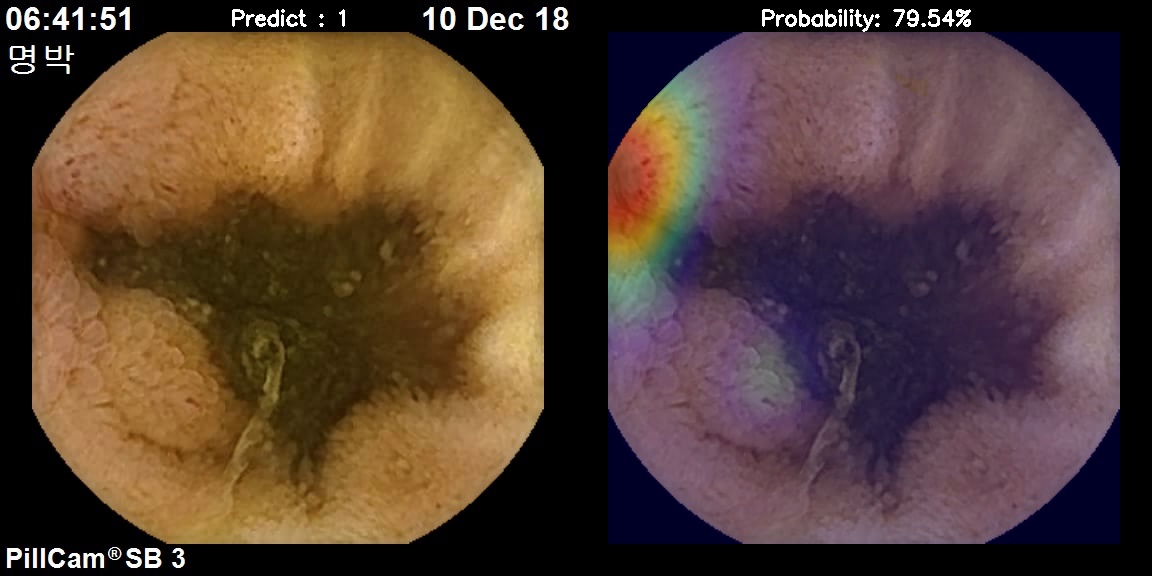 06:41:51
Predict : 1
10 Dec 18
Probability: 79.54%
명박
PillCam® SB 3